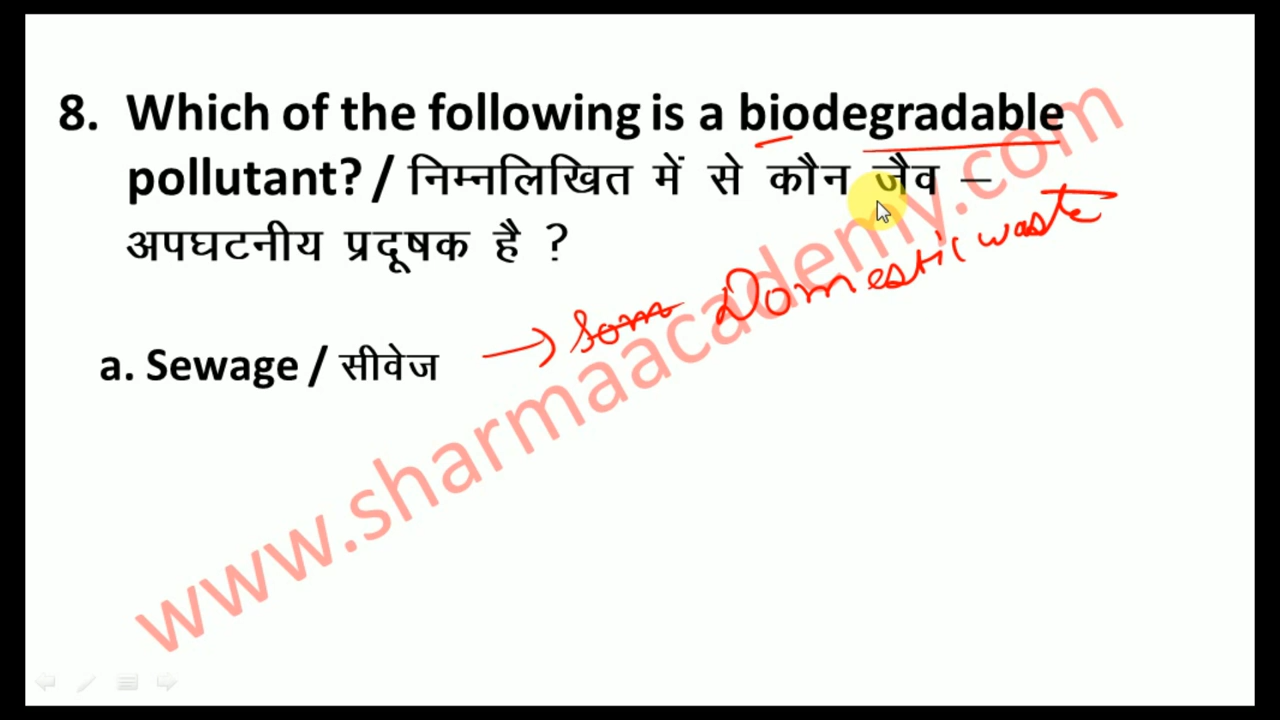 8. Which of the following is a biodegradable
pollutant? / निम्नलिखित में से कौन जैव –
अपघटनीय प्रदूषक है ?
Domestic waste
a. Sewage / सीवेज
www.sharmaacademy.com